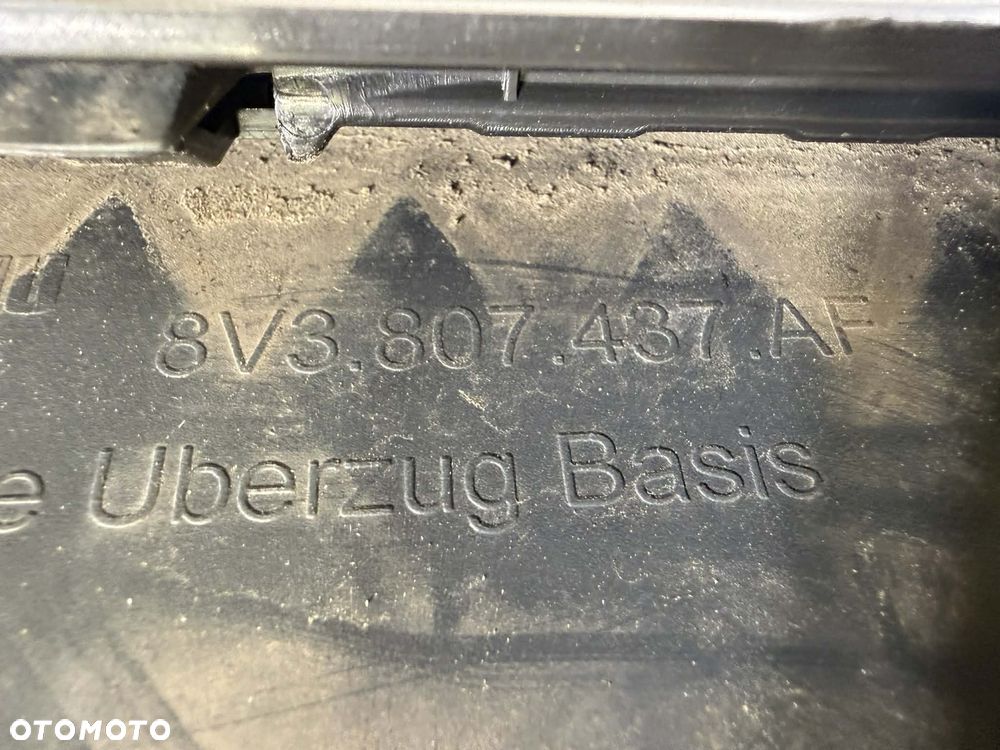 8V3.807.437.AF
e Uberzug Basis
OTOMOTO